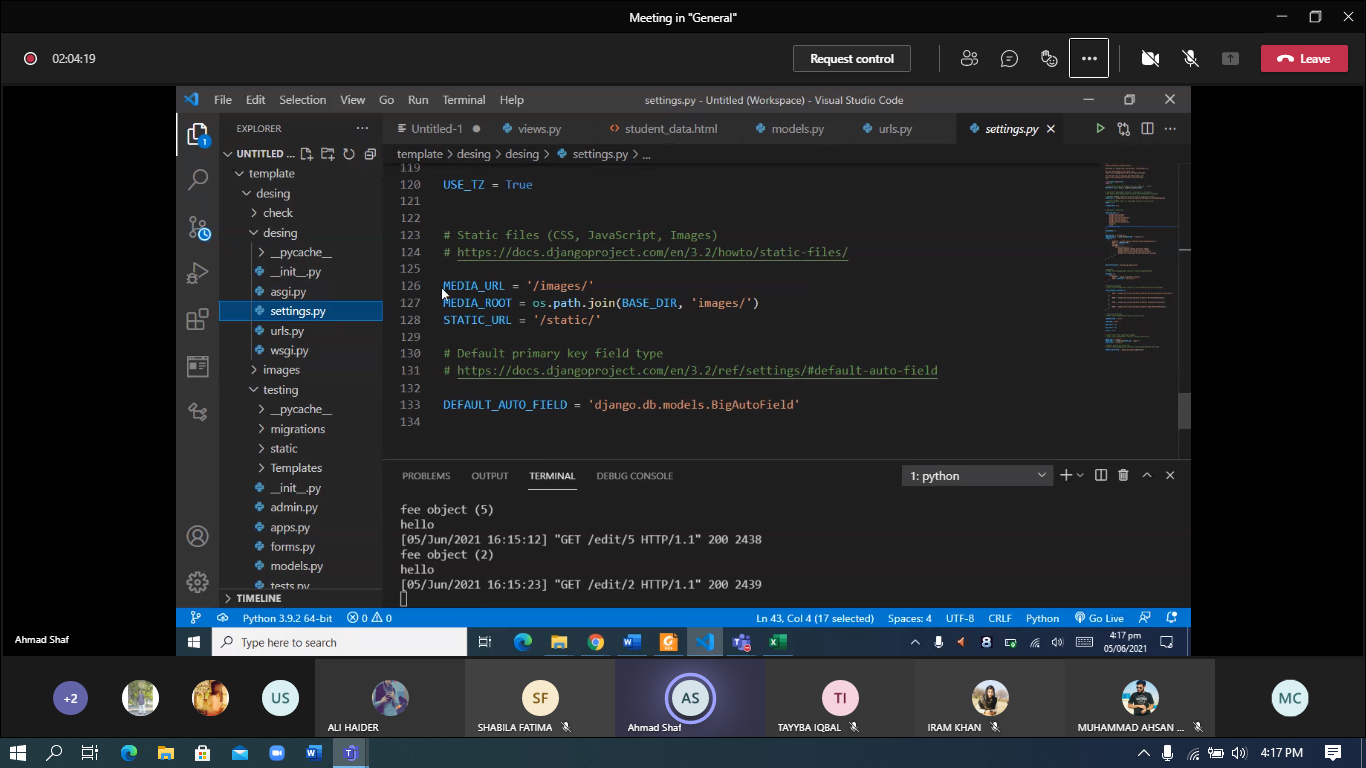 Meeting in "General"
02:04:19
Request control
Leave
File Edit Selection View Go Run Terminal Help
settings.py - Untitled (Workspace) - Visual Studio Code
EXPLORER
Untitled-1
views.py
student_data.html
models.py
urls.py
settings.py
UNTITLED ...
template > desing > desing > settings.py > ...
template
desing
check
desing
__pycache__
__init__.py
asgi.py
settings.py
urls.py
wsgi.py
images
testing
__pycache__
migrations
static
Templates
__init__.py
admin.py
apps.py
forms.py
models.py
tests.py
TIMELINE
119
120 USE_TZ = True
121
122
123 # Static files (CSS, JavaScript, Images)
124 # https://docs.djangoproject.com/en/3.2/howto/static-files/
125
126 MEDIA_URL = '/images/'
127 MEDIA_ROOT = os.path.join(BASE_DIR, 'images/')
128 STATIC_URL = '/static/'
129
130 # Default primary key field type
131 # https://docs.djangoproject.com/en/3.2/ref/settings/#default-auto-field
132
133 DEFAULT_AUTO_FIELD = 'django.db.models.BigAutoField'
134
PROBLEMS OUTPUT TERMINAL DEBUG CONSOLE
1: python
fee object (5)
hello
[05/Jun/2021 16:15:12] "GET /edit/5 HTTP/1.1" 200 2438
fee object (2)
hello
[05/Jun/2021 16:15:23] "GET /edit/2 HTTP/1.1" 200 2439
Python 3.9.2 64-bit 0 0
Ln 43, Col 4 (17 selected) Spaces: 4 UTF-8 CRLF Python Go Live
Ahmad Shaf
Type here to search
4:17 pm
05/06/2021
+2
US
SF
AS
TI
MC
ALI HAIDER
SHABILA FATIMA
Ahmad Shaf
TAYYBA IQBAL
IRAM KHAN
MUHAMMAD AHSAN ...
4:17 PM